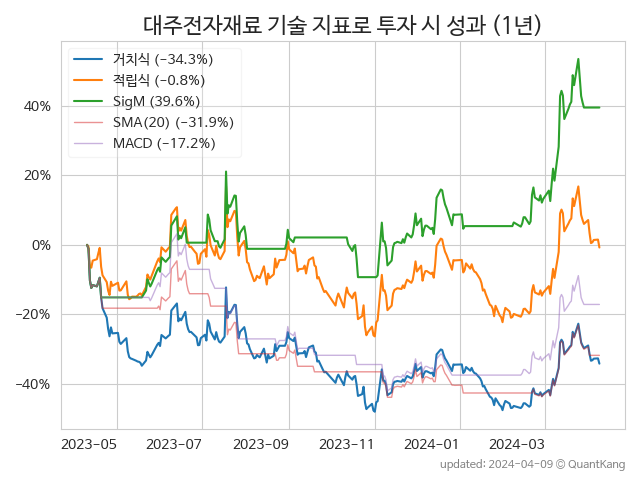 대주전자재료 기술 지표로 투자 시 성과 (1년)
거치식 (−34.3%)
적립식 (−0.8%)
SigM (39.6%)
SMA(20) (−31.9%)
MACD (−17.2%)
40%
20%
0%
−20%
−40%
2023-05 2023-07 2023-09 2023-11 2024-01 2024-03
updated: 2024-04-09 © QuantKang